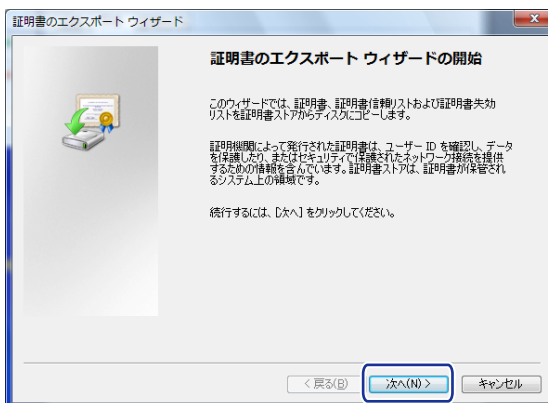 証明書のエクスポート ウィザード
証明書のエクスポート ウィザードの開始
このウィザードでは、証明書、証明書信頼リストおよび証明書失効
リストを証明書ストアからディスクにコピーします。
証明機関によって発行された証明書は、ユーザー ID を確認し、データ
を保護したり、またはセキュリティで保護されたネットワーク接続を提供
するための情報を含んでいます。証明書ストアは、証明書が保管され
るシステム上の領域です。
続行するには、[次へ] をクリックしてください。
< 戻る(B) 次へ(N) > キャンセル